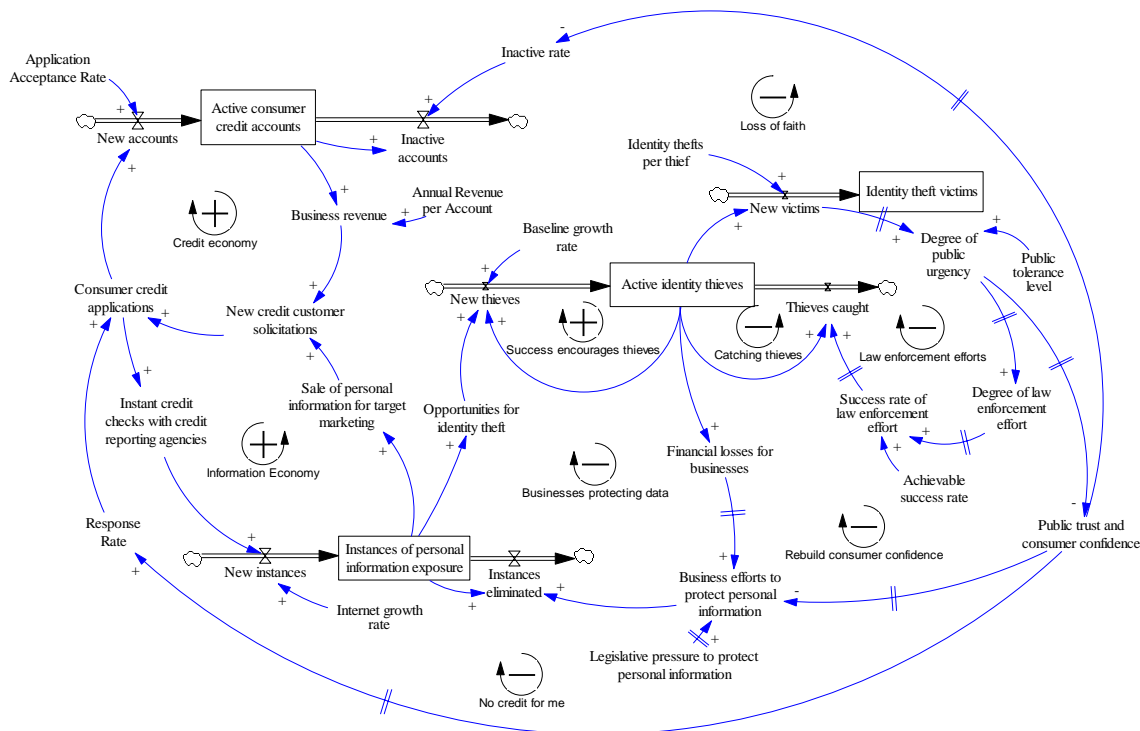 Inactive rate
-
Application
Acceptance Rate
+
New accounts
Active consumer
credit accounts
+
Inactive
accounts
+
Loss of faith
Identity thefts
per thief
+
New victims
Identity theft victims
+
+
Business revenue
Annual Revenue
per Account
+
+
Credit economy
Baseline growth
rate
+
+
Degree of
public
urgency
+
Public
tolerance
level
Consumer credit
applications
+
+
New credit customer
solicitations
+
+
New thieves
+
+
Active identity thieves
Thieves caught
+
+
Success encourages thieves
Catching thieves
Law enforcement efforts
Instant credit
checks with credit
reporting agencies
+
Sale of personal
information for target
marketing
+
Opportunities for
identity theft
+
Success rate of
law enforcement
effort
+
+
Degree of law
enforcement
effort
+
Information Economy
Financial losses for
businesses
+
Businesses protecting data
Achievable
success rate
Response
Rate
+
New instances
+
+
Instances of personal
information exposure
Instances
eliminated
+
+
Rebuild consumer confidence
Public trust and
consumer confidence
-
Internet growth
rate
Business efforts to
protect personal
information
+
-
+
Legislative pressure to protect
personal information
No credit for me